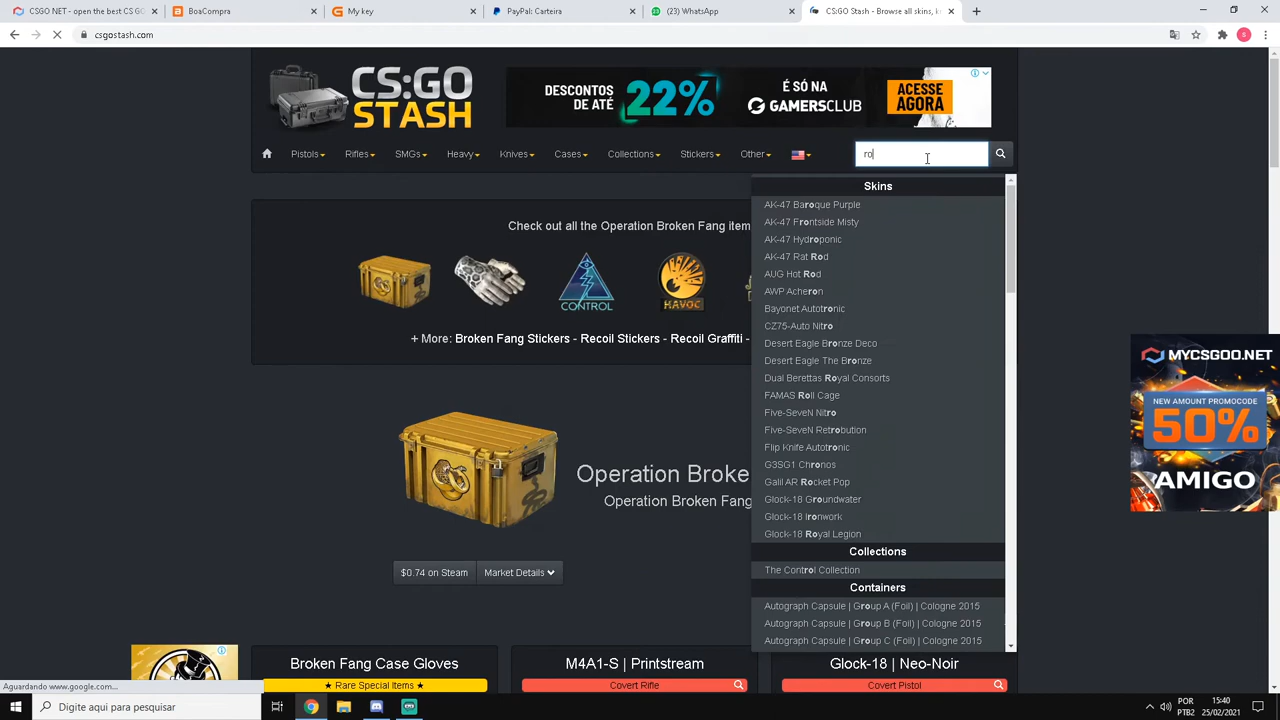 CSGO NET - open the best CS GO
BoaCompra
My key
PayPal: Carteira
(23) WhatsApp
CS:GO Stash - Browse all skins, k
csgostash.com
S
CS:GO
STASH
DESCONTOS
DE ATÉ
22%
É SÓ NA
GAMERSCLUB
ACESSE
AGORA
Pistols
Rifles
SMGs
Heavy
Knives
Cases
Collections
Stickers
Other
ro
Skins
AK-47 Baroque Purple
AK-47 Frontside Misty
AK-47 Hydroponic
AK-47 Rat Rod
AUG Hot Rod
AWP Acheron
Bayonet Autotronic
CZ75-Auto Nitro
Desert Eagle Bronze Deco
Desert Eagle The Bronze
Dual Berettas Royal Consorts
FAMAS Roll Cage
Five-SeveN Nitro
Five-SeveN Retrobution
Flip Knife Autotronic
G3SG1 Chronos
Galil AR Rocket Pop
Glock-18 Groundwater
Glock-18 Ironwork
Glock-18 Royal Legion
Collections
The Control Collection
Containers
Autograph Capsule | Group A (Foil) | Cologne 2015
Autograph Capsule | Group B (Foil) | Cologne 2015
Autograph Capsule | Group C (Foil) | Cologne 2015
Check out all the Operation Broken Fang item
CONTROL
HAVOC
+ More: Broken Fang Stickers - Recoil Stickers - Recoil Graffiti -
Operation Broke
Operation Broken Fang
$0.74 on Steam
Market Details
MYCSGOO.NET
NEW AMOUNT PROMOCODE
50%
AMIGO
Broken Fang Case Gloves
★ Rare Special Items ★
M4A1-S | Printstream
Covert Rifle
Glock-18 | Neo-Noir
Covert Pistol
Aguardando www.google.com...
Digite aqui para pesquisar
POR
PTB2
15:40
25/02/2021